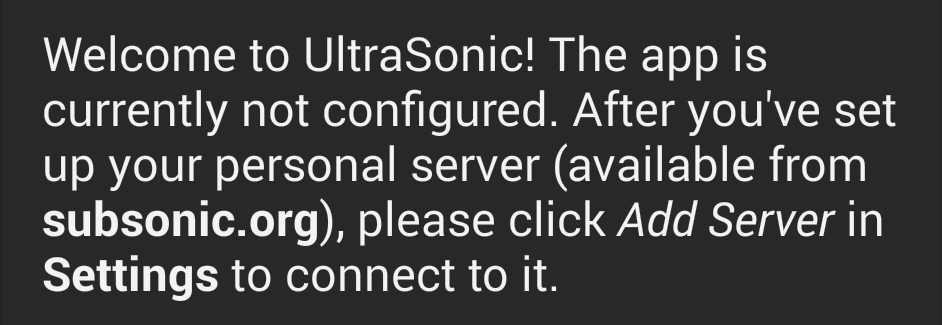 Welcome to UltraSonic! The app is
currently not configured. After you've set
up your personal server (available from
subsonic.org), please click Add Server in
Settings to connect to it.